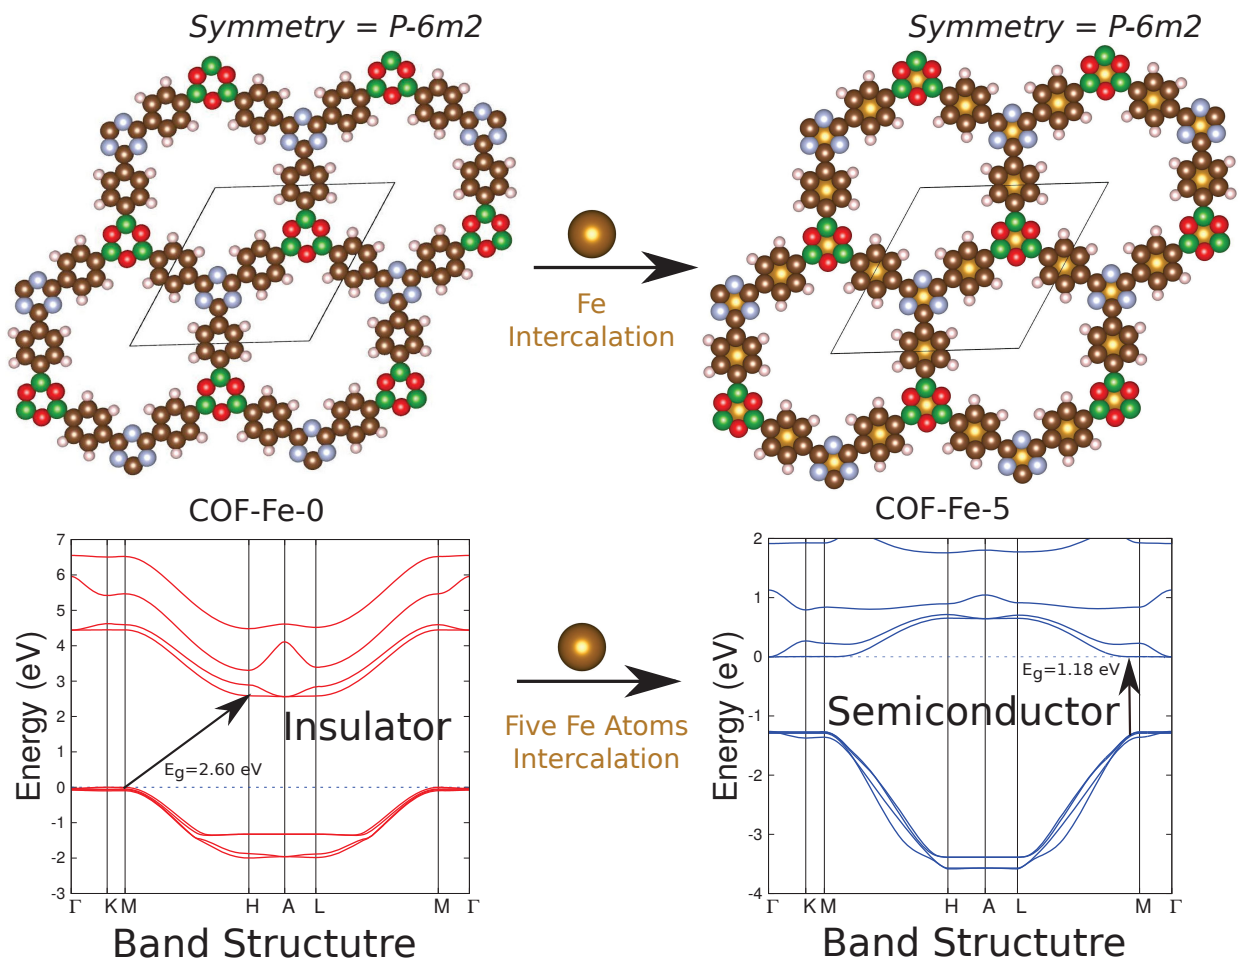 Symmetry = P-6m2
Symmetry = P-6m2
Fe
Intercalation
COF-Fe-0
COF-Fe-5
7
6
5
4
3
2
1
0
-1
-2
-3
Energy (eV)
Insulator
Eg=2.60 eV
Γ K M H A L M Γ
Band Structutre
Five Fe Atoms
Intercalation
2
1
0
-1
-2
-3
-4
Energy (eV)
Eg=1.18 eV
Semiconductor
Γ K M H A L M Γ
Band Structutre